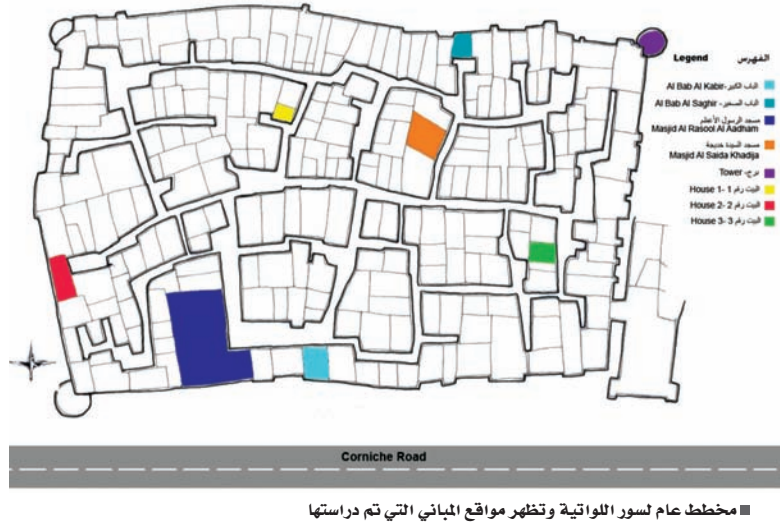 Legend الفهرس
Al Bab Al Kabir-الباب الكبير
Al Bab Al Saghir-الباب الصغير
مسجد الرسول الأعظم
Masjid Al Rasool Al Aadham
مسجد السيدة خديجة
Masjid Al Saida Khadija
Tower -برج
House 1- 1 البيت رقم
House 2- 2 البيت رقم
House 3- 3 البيت رقم
Corniche Road
مخطط عام لسور اللواتية وتظهر مواقع المباني التي تم دراستها